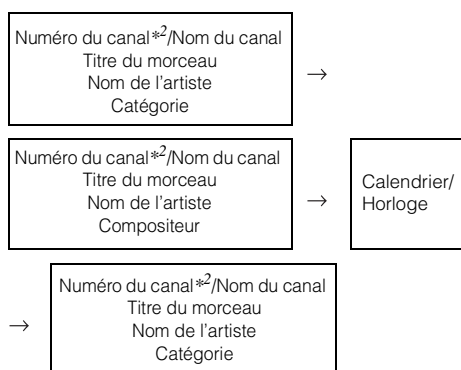 Numéro du canal*2/Nom du canal
Titre du morceau
Nom de l'artiste
Catégorie
→
Numéro du canal*2/Nom du canal
Titre du morceau
Nom de l'artiste
Compositeur
→
Calendrier/
Horloge
→
Numéro du canal*2/Nom du canal
Titre du morceau
Nom de l'artiste
Catégorie